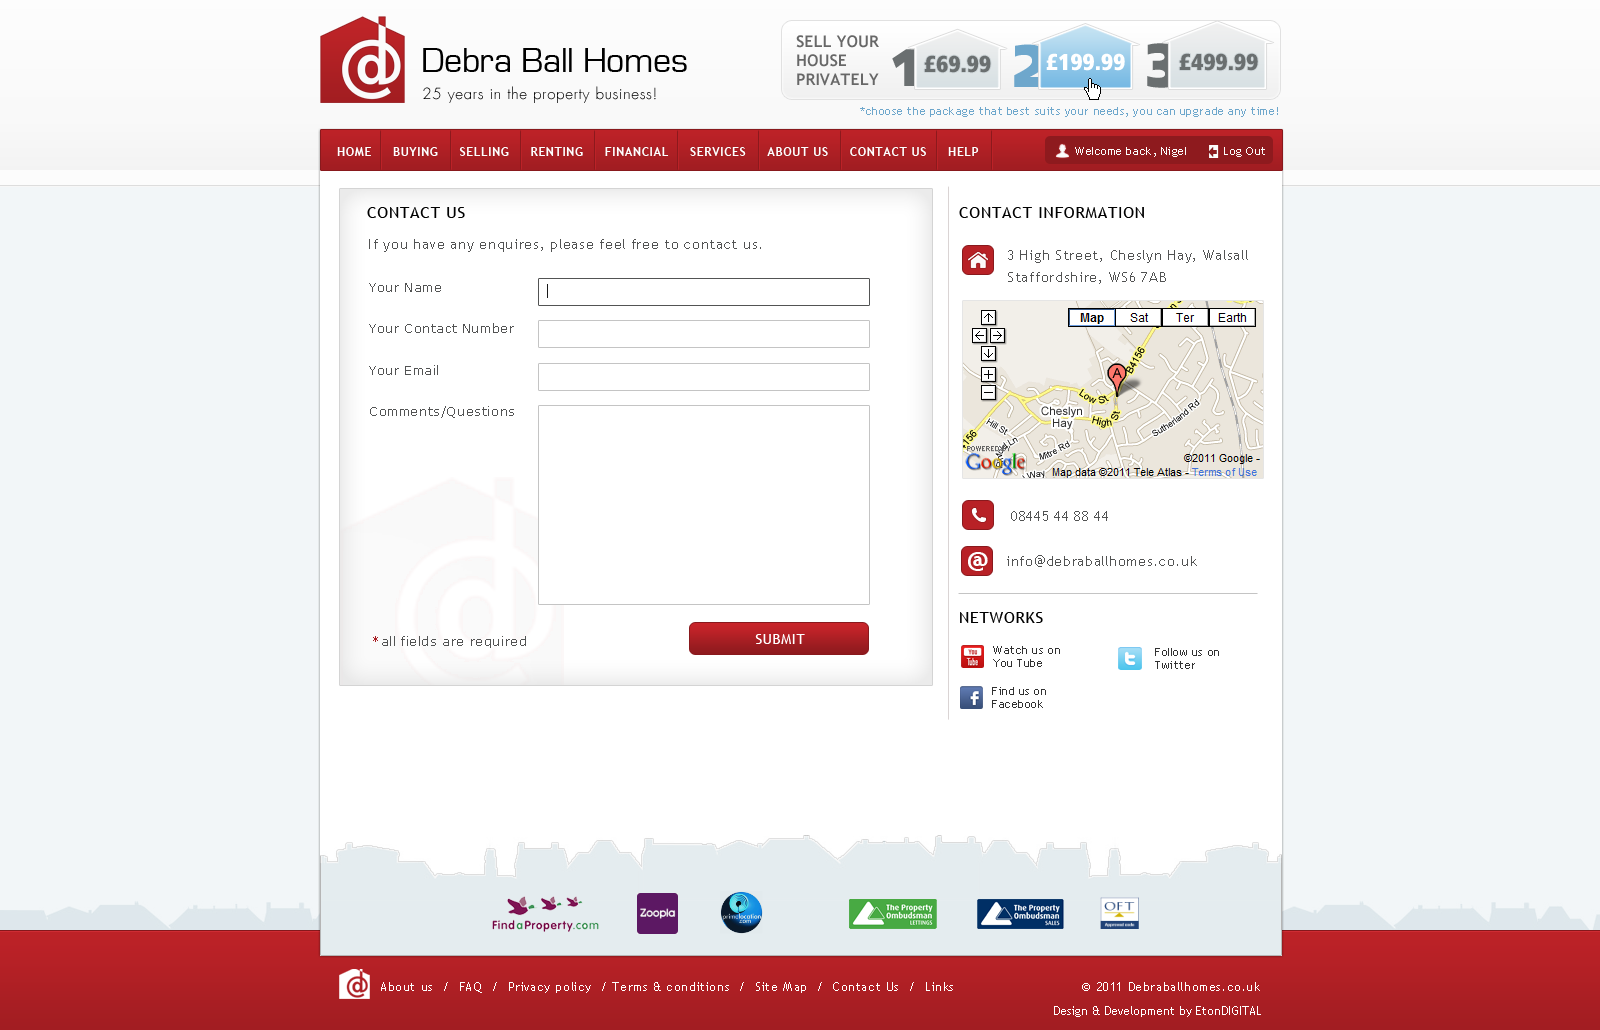 Debra Ball Homes
25 years in the property business!
SELL YOUR
HOUSE
PRIVATELY
1 £69.99
2 £199.99
3 £499.99
*choose the package that best suits your needs, you can upgrade any time!
HOME BUYING SELLING RENTING FINANCIAL SERVICES ABOUT US CONTACT US HELP
Welcome back, Nigel
Log Out
CONTACT US
If you have any enquires, please feel free to contact us.
Your Name
Your Contact Number
Your Email
Comments/Questions
*all fields are required
SUBMIT
CONTACT INFORMATION
3 High Street, Cheslyn Hay, Walsall
Staffordshire, WS6 7AB
Map Sat Ter Earth
B4156
A
Low St
Cheslyn
Hay
High St
Sutherland Rd
Hill St
Mitre Rd
POWERED BY
Google
©2011 Google -
Map data ©2011 Tele Atlas - Terms of Use
08445 44 88 44
info@debraballhomes.co.uk
NETWORKS
You
Tube
Watch us on
You Tube
Follow us on
Twitter
Find us on
Facebook
FindaProperty.com
Zoopla
primelocation
.com
The Property
Ombudsman
LETTINGS
The Property
Ombudsman
SALES
OFT
Approved code
About us / FAQ / Privacy policy / Terms & conditions / Site Map / Contact Us / Links
© 2011 Debraballhomes.co.uk
Design & Development by EtonDIGITAL